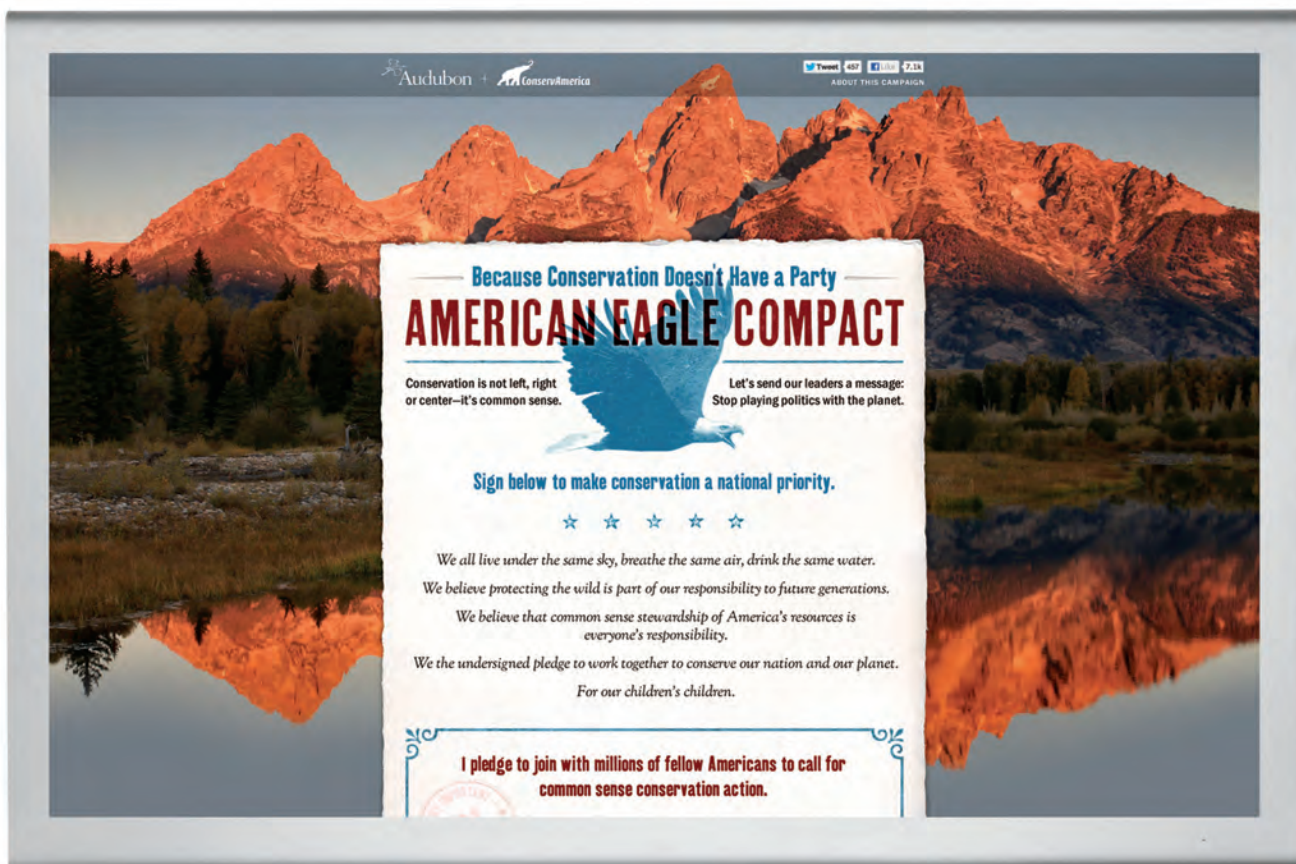 Audubon + ConservAmerica
Tweet 457 Like 7.1k
ABOUT THIS CAMPAIGN
Because Conservation Doesn't Have a Party
AMERICAN EAGLE COMPACT
Conservation is not left, right
or center—it's common sense.
Let's send our leaders a message:
Stop playing politics with the planet.
Sign below to make conservation a national priority.
We all live under the same sky, breathe the same air, drink the same water.
We believe protecting the wild is part of our responsibility to future generations.
We believe that common sense stewardship of America's resources is
everyone's responsibility.
We the undersigned pledge to work together to conserve our nation and our planet.
For our children's children.
I pledge to join with millions of fellow Americans to call for
common sense conservation action.